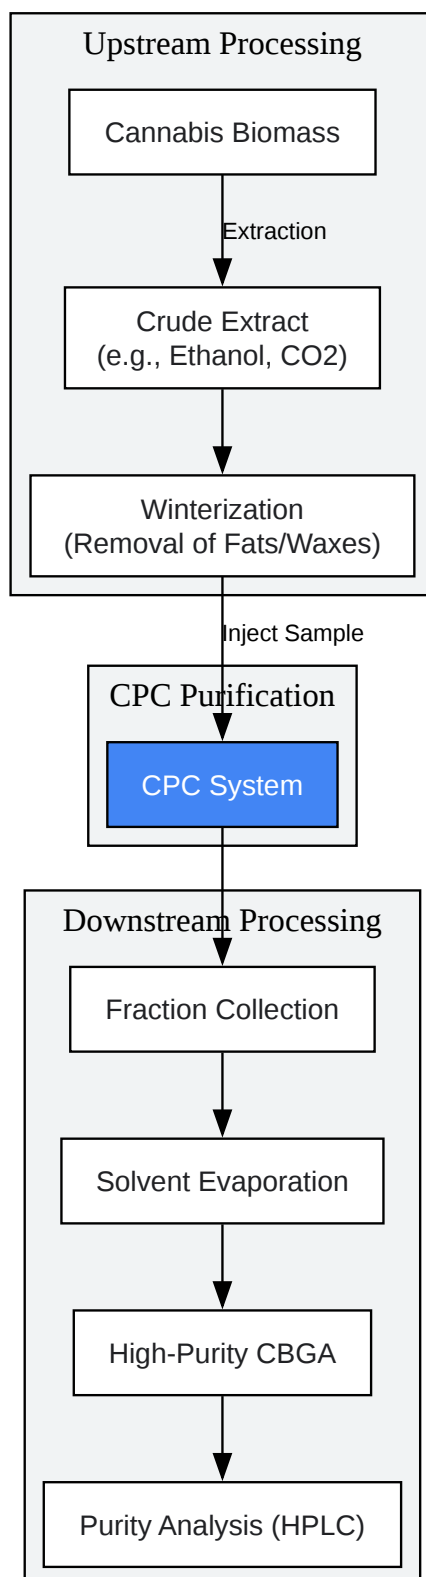 Upstream Processing
Cannabis Biomass
Extraction
Crude Extract
(e.g., Ethanol, CO2)
Winterization
(Removal of Fats/Waxes)
Inject Sample
CPC Purification
CPC System
Downstream Processing
Fraction Collection
Solvent Evaporation
High-Purity CBGA
Purity Analysis (HPLC)